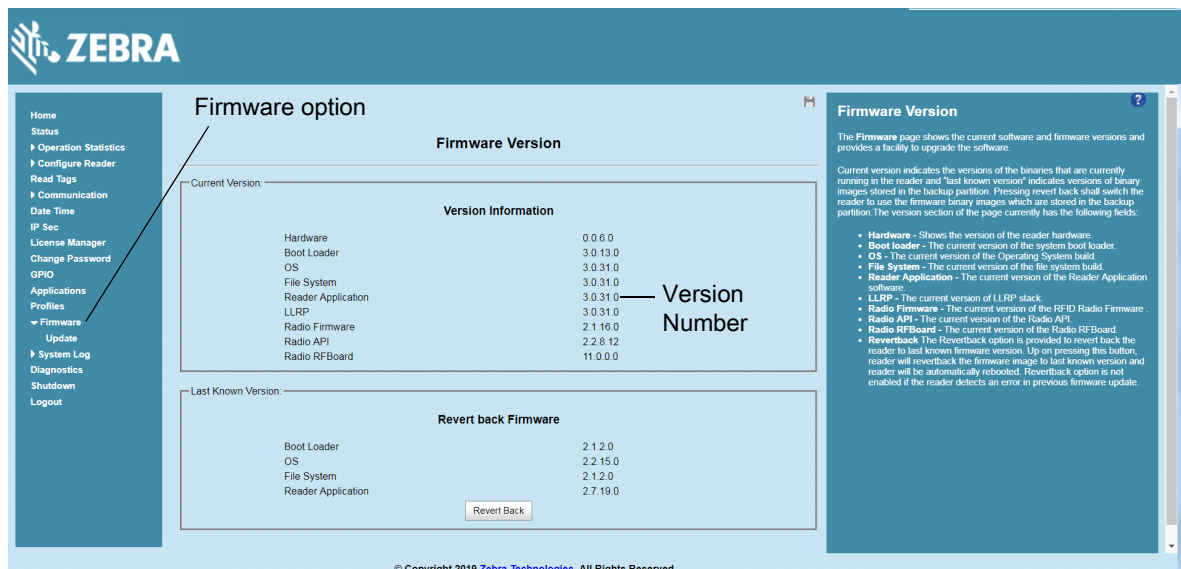 ZEBRA
Home
Status
Operation Statistics
Configure Reader
Read Tags
Communication
Date Time
IP Sec
License Manager
Change Password
GPIO
Applications
Profiles
Firmware
Update
System Log
Diagnostics
Shutdown
Logout
Firmware option
Firmware Version
Current Version:
Version Information
Hardware 0.0.6.0
Boot Loader 3.0.13.0
OS 3.0.31.0
File System 3.0.31.0
Reader Application 3.0.31.0
LLRP 3.0.31.0
Radio Firmware 2.1.16.0
Radio API 2.2.8.12
Radio RFBoard 11.0.0.0
Version
Number
Last Known Version:
Revert back Firmware
Boot Loader 2.1.2.0
OS 2.2.15.0
File System 2.1.2.0
Reader Application 2.7.19.0
Revert Back
?
Firmware Version
The Firmware page shows the current software and firmware versions and
provides a facility to upgrade the software.
Current version indicates the versions of the binaries that are currently
running in the reader and "last known version" indicates versions of binary
images stored in the backup partition. Pressing revert back shall switch the
reader to use the firmware binary images which are stored in the backup
partition.The version section of the page currently has the following fields:
• Hardware - Shows the version of the reader hardware.
• Boot loader - The current version of the system boot loader.
• OS - The current version of the Operating System build.
• File System - The current version of the file system build.
• Reader Application - The current version of the Reader Application
software.
• LLRP - The current version of LLRP stack.
• Radio Firmware - The current version of the RFID Radio Firmware .
• Radio API - The current version of the Radio API.
• Radio RFBoard - The current version of the Radio RFBoard.
• Revertback The Revertback option is provided to revert back the
reader to last known firmware version. Up on pressing this button,
reader will revertback the firmware image to last known version and
reader will be automatically rebooted. Revertback option is not
enabled if the reader detects an error in previous firmware update.
© Copyright 2019 Zebra Technologies. All Rights Reserved